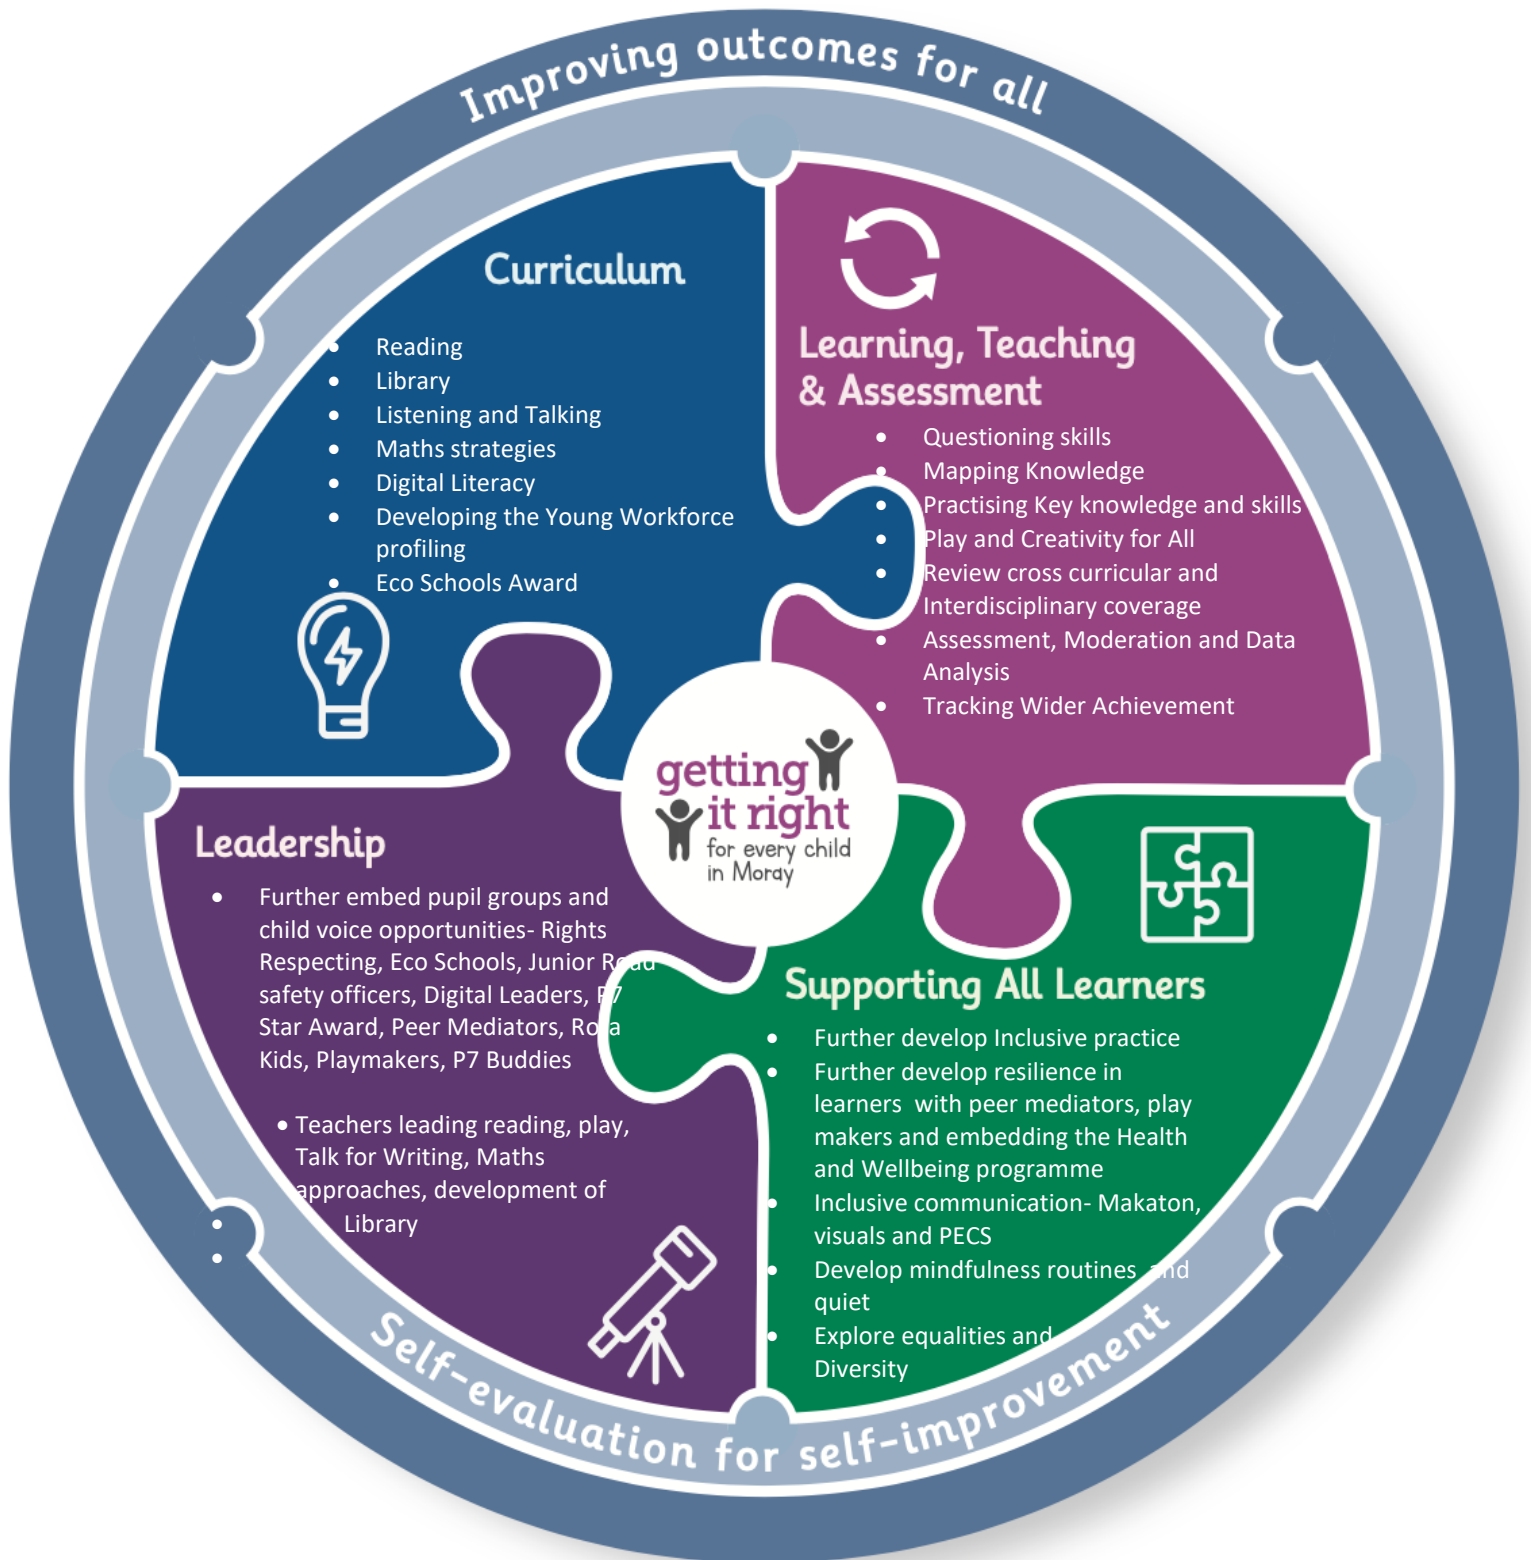 Improving outcomes for all
Curriculum
• Reading
• Library
• Listening and Talking
• Maths strategies
• Digital Literacy
• Developing the Young Workforce
profiling
• Eco Schools Award
Learning, Teaching
& Assessment
• Questioning skills
• Mapping Knowledge
• Practising Key knowledge and skills
• Play and Creativity for All
• Review cross curricular and
Interdisciplinary coverage
• Assessment, Moderation and Data
Analysis
• Tracking Wider Achievement
getting
it right
for every child
in Moray
Leadership
• Further embed pupil groups and
child voice opportunities- Rights
Respecting, Eco Schools, Junior Road
safety officers, Digital Leaders, P7
Star Award, Peer Mediators, Rota
Kids, Playmakers, P7 Buddies
• Teachers leading reading, play,
Talk for Writing, Maths
approaches, development of
• Library
•
Supporting All Learners
• Further develop Inclusive practice
• Further develop resilience in
learners with peer mediators, play
makers and embedding the Health
and Wellbeing programme
• Inclusive communication- Makaton,
visuals and PECS
• Develop mindfulness routines and
quiet
• Explore equalities and
Diversity
Self-evaluation for self-improvement